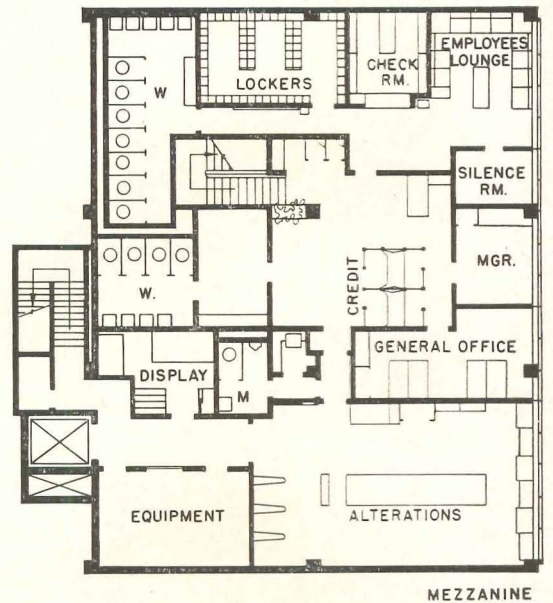 W
LOCKERS
CHECK
RM.
EMPLOYEES
LOUNGE
SILENCE
RM.
W.
CREDIT
MGR.
DISPLAY
M
GENERAL OFFICE
EQUIPMENT
ALTERATIONS
MEZZANINE